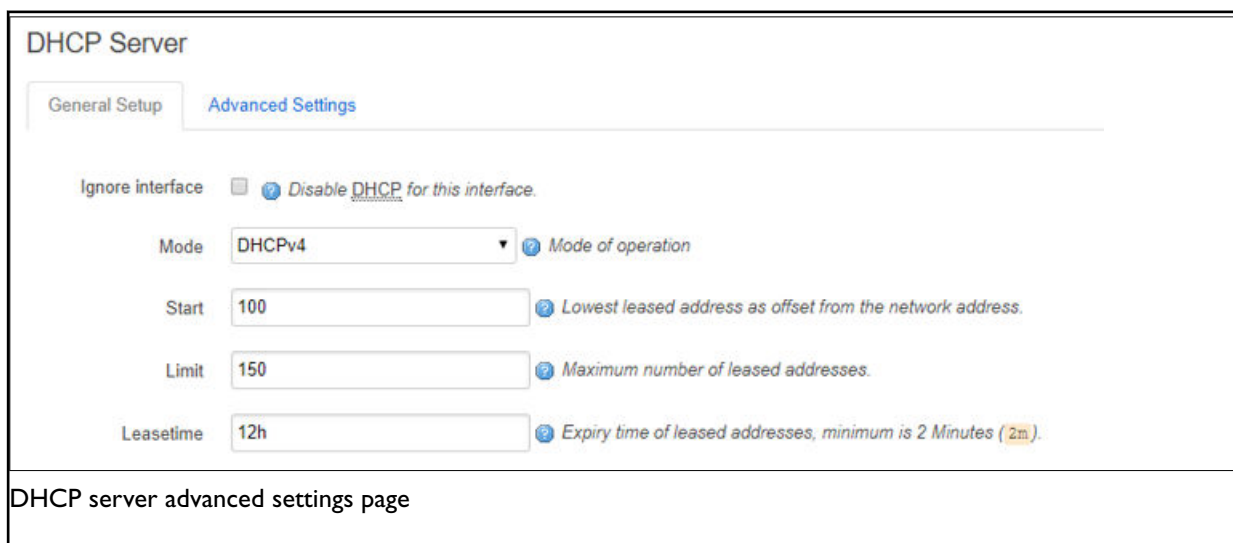 DHCP Server
General Setup Advanced Settings
Ignore interface ? Disable DHCP for this interface.
Mode DHCPv4 ? Mode of operation
Start 100 ? Lowest leased address as offset from the network address.
Limit 150 ? Maximum number of leased addresses.
Leasetime 12h ? Expiry time of leased addresses, minimum is 2 Minutes (2m).
DHCP server advanced settings page